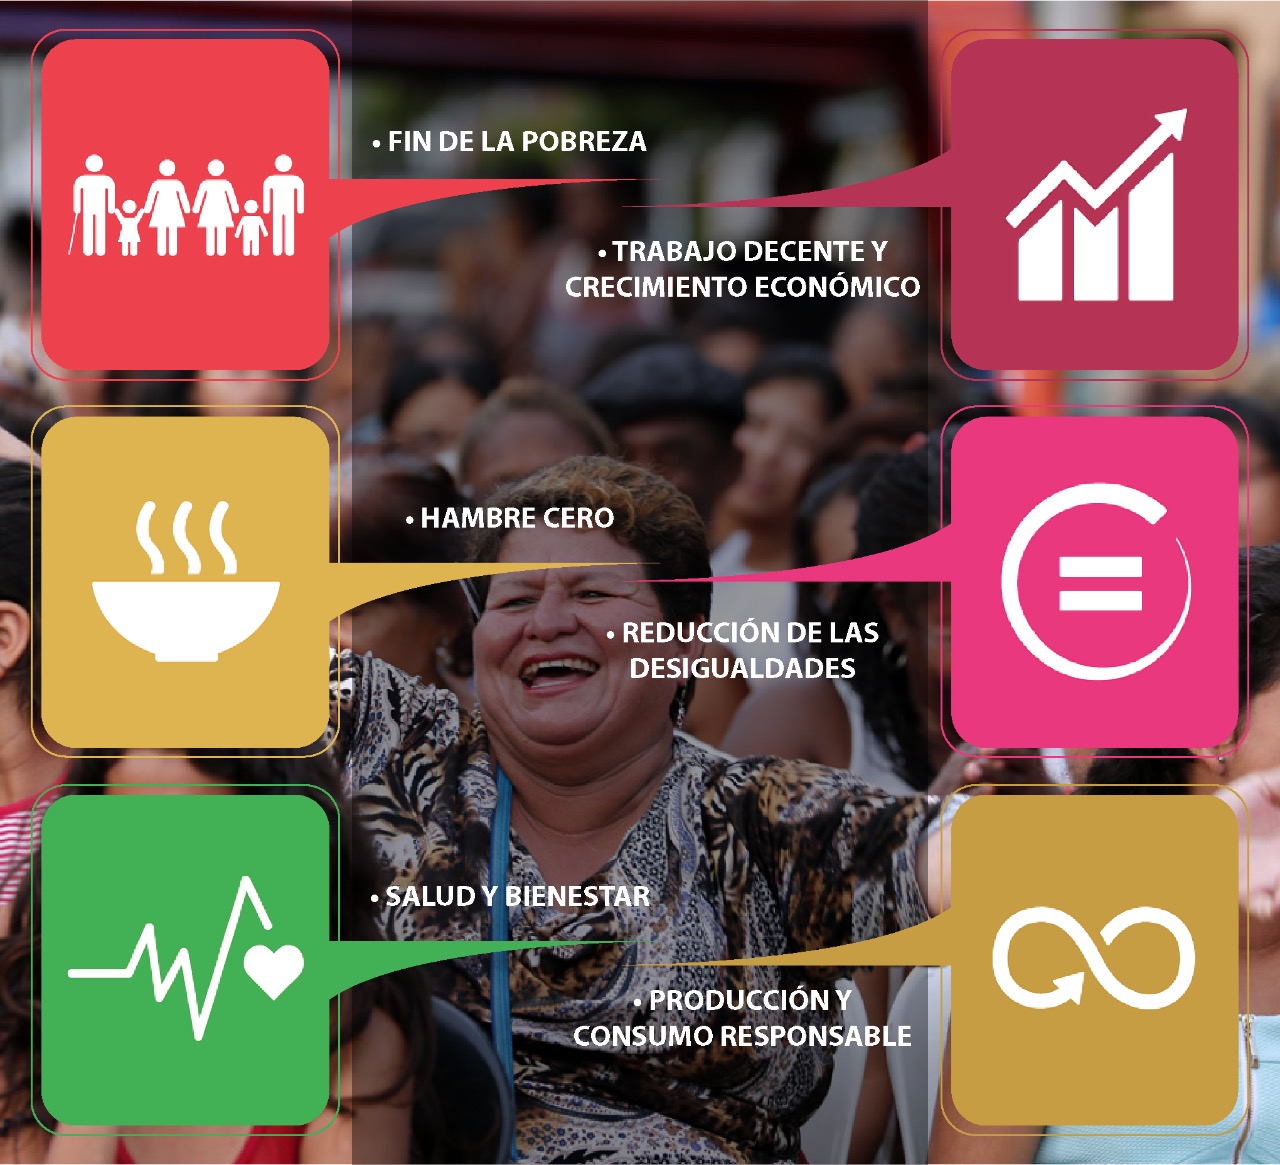 • FIN DE LA POBREZA
• TRABAJO DECENTE Y
CRECIMIENTO ECONÓMICO
• HAMBRE CERO
• REDUCCIÓN DE LAS
DESIGUALDADES
• SALUD Y BIENESTAR
• PRODUCCIÓN Y
CONSUMO RESPONSABLE